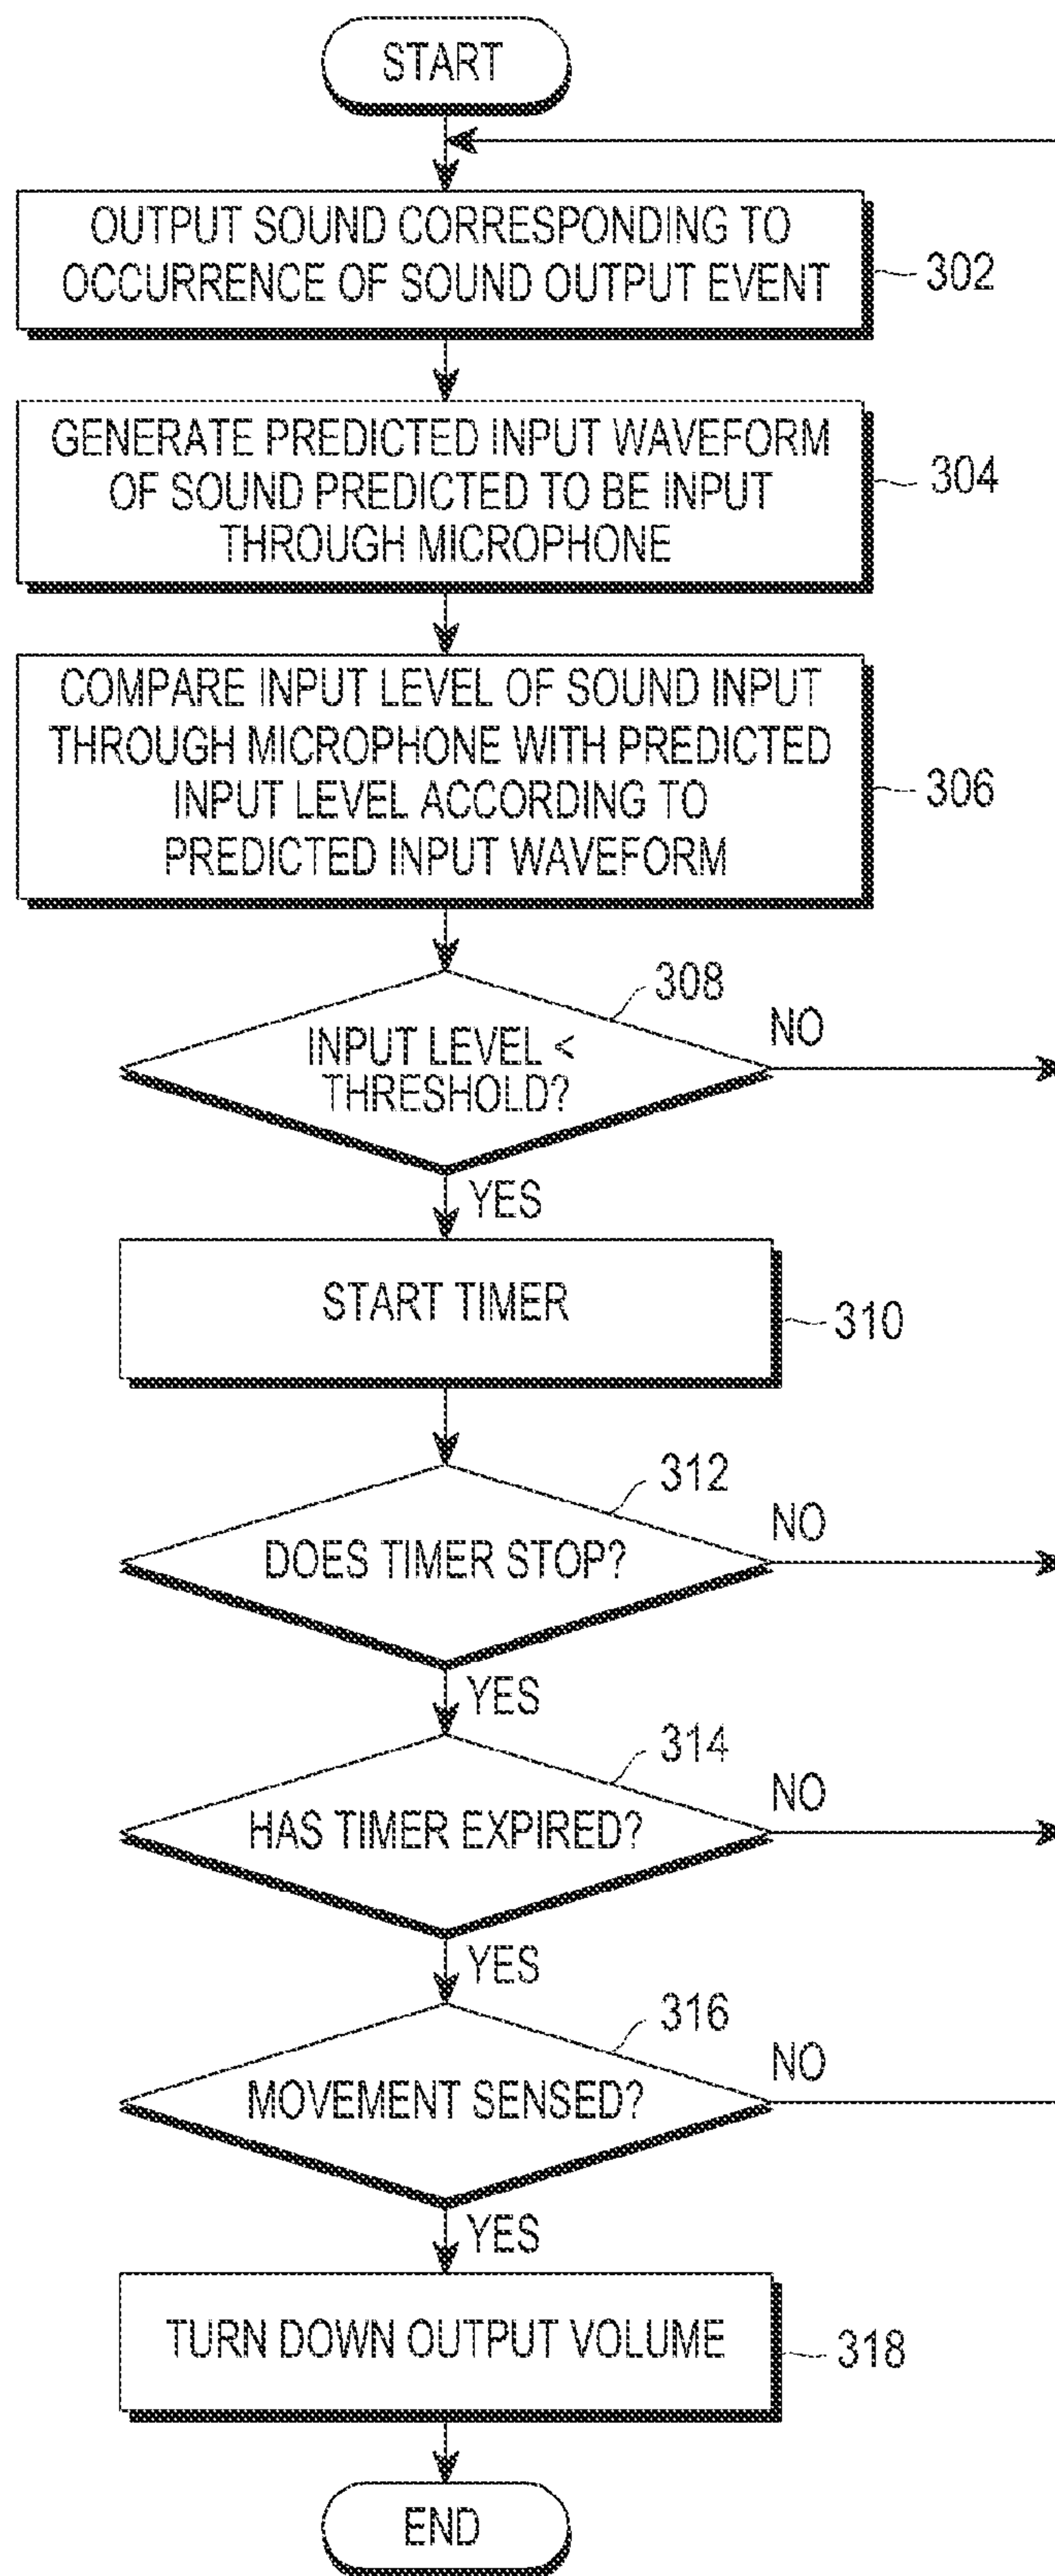 START
OUTPUT SOUND CORRESPONDING TO
OCCURRENCE OF SOUND OUTPUT EVENT
302
GENERATE PREDICTED INPUT WAVEFORM
OF SOUND PREDICTED TO BE INPUT
THROUGH MICROPHONE
304
COMPARE INPUT LEVEL OF SOUND INPUT
THROUGH MICROPHONE WITH PREDICTED
INPUT LEVEL ACCORDING TO
PREDICTED INPUT WAVEFORM
306
308
INPUT LEVEL <
THRESHOLD?
NO
YES
START TIMER
310
312
DOES TIMER STOP?
NO
YES
314
HAS TIMER EXPIRED?
NO
YES
316
MOVEMENT SENSED?
NO
YES
TURN DOWN OUTPUT VOLUME
318
END